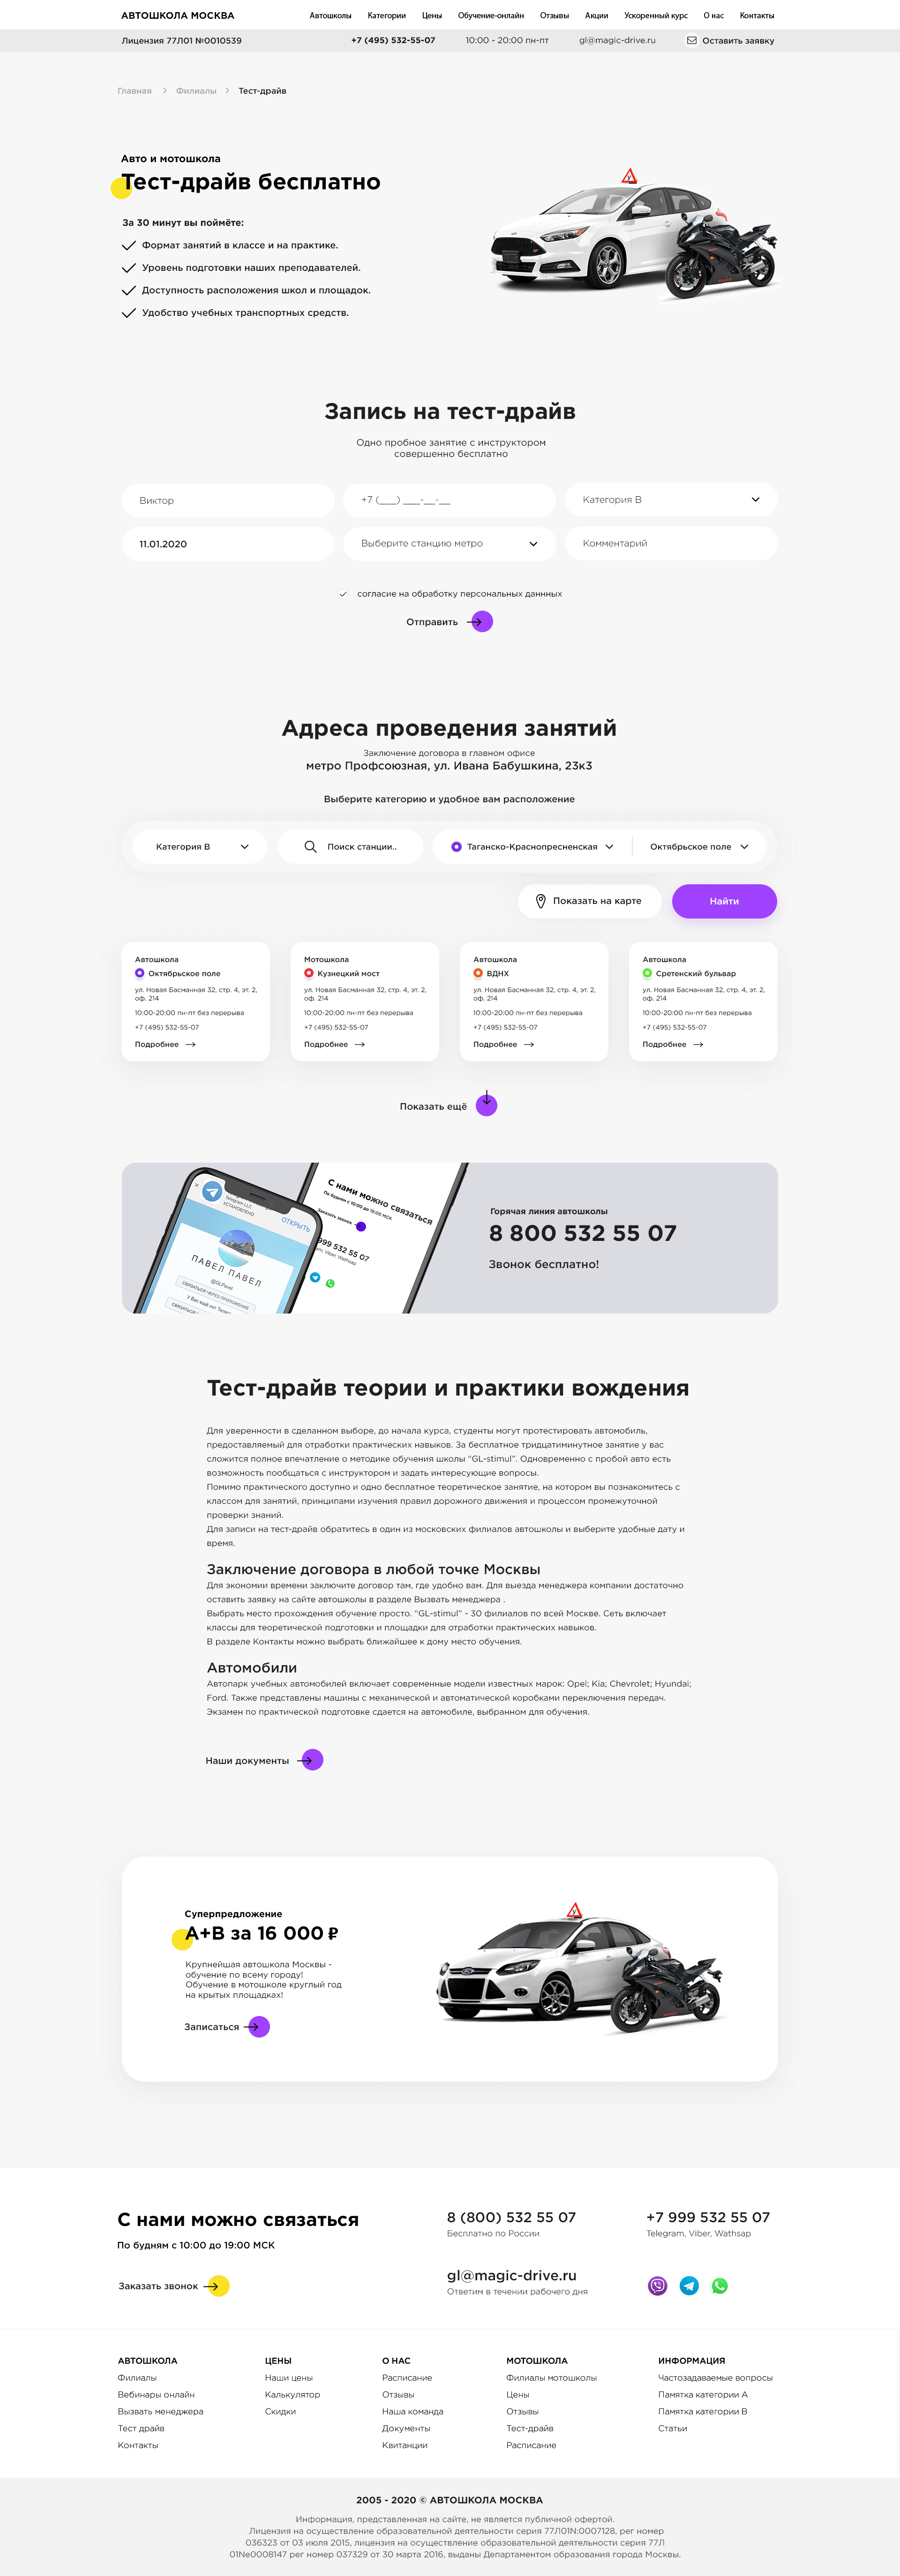 АВТОШКОЛА МОСКВА
Автошколы Категории Цены Обучение-онлайн Отзывы Акции Ускоренный курс О нас Контакты
Лицензия 77Л01 №0010539 +7 (495) 532-55-07 10:00 - 20:00 пн-пт gl@magic-drive.ru Оставить заявку
Главная Филиалы Тест-драйв
Авто и мотошкола
Тест-драйв бесплатно
За 30 минут вы поймёте:
Формат занятий в классе и на практике.
Уровень подготовки наших преподавателей.
Доступность расположения школ и площадок.
Удобство учебных транспортных средств.
Запись на тест-драйв
Одно пробное занятие с инструктором
совершенно бесплатно
Виктор +7 (___) ___-__-__ Категория B
11.01.2020 Выберите станцию метро Комментарий
согласие на обработку персональных даннных
Отправить
Адреса проведения занятий
Заключение договора в главном офисе
метро Профсоюзная, ул. Ивана Бабушкина, 23к3
Выберите категорию и удобное вам расположение
Категория B Поиск станции.. Таганско-Краснопресненская Октябрьское поле
Показать на карте Найти
Автошкола
Октябрьское поле
ул. Новая Басманная 32, стр. 4, эт. 2,
оф. 214
10:00-20:00 пн-пт без перерыва
+7 (495) 532-55-07
Подробнее
Мотошкола
Кузнецкий мост
ул. Новая Басманная 32, стр. 4, эт. 2,
оф. 214
10:00-20:00 пн-пт без перерыва
+7 (495) 532-55-07
Подробнее
Автошкола
ВДНХ
ул. Новая Басманная 32, стр. 4, эт. 2,
оф. 214
10:00-20:00 пн-пт без перерыва
+7 (495) 532-55-07
Подробнее
Автошкола
Сретенский бульвар
ул. Новая Басманная 32, стр. 4, эт. 2,
оф. 214
10:00-20:00 пн-пт без перерыва
+7 (495) 532-55-07
Подробнее
Показать ещё
Telegram LLC
УСТАНОВЛЕНО
ОТКРЫТЬ
ПАВЕЛ ПАВЕЛ
@GLPavel
СВЯЗАТЬСЯ ЧЕРЕЗ ПРИЛОЖЕНИЕ
С нами можно связаться
По будням с 10:00 до 19:00 МСК
Заказать звонок
999 532 55 07
Viber, Wathsap
Горячая линия автошколы
8 800 532 55 07
Звонок бесплатно!
Тест-драйв теории и практики вождения
Для уверенности в сделанном выборе, до начала курса, студенты могут протестировать автомобиль,
предоставляемый для отработки практических навыков. За бесплатное тридцатиминутное занятие у вас
сложится полное впечатление о методике обучения школы “GL-stimul”. Одновременно с пробой авто есть
возможность пообщаться с инструктором и задать интересующие вопросы.
Помимо практического доступно и одно бесплатное теоретическое занятие, на котором вы познакомитесь с
классом для занятий, принципами изучения правил дорожного движения и процессом промежуточной
проверки знаний.
Для записи на тест-драйв обратитесь в один из московских филиалов автошколы и выберите удобные дату и
время.
Заключение договора в любой точке Москвы
Для экономии времени заключите договор там, где удобно вам. Для выезда менеджера компании достаточно
оставить заявку на сайте автошколы в разделе Вызвать менеджера .
Выбрать место прохождения обучение просто. “GL-stimul” - 30 филиалов по всей Москве. Сеть включает
классы для теоретической подготовки и площадки для отработки практических навыков.
В разделе Контакты можно выбрать ближайшее к дому место обучения.
Автомобили
Автопарк учебных автомобилей включает современные модели известных марок: Opel; Kia; Chevrolet; Hyundai;
Ford. Также представлены машины с механической и автоматической коробками переключения передач.
Экзамен по практической подготовке сдается на автомобиле, выбранном для обучения.
Наши документы
Суперпредложение
А+В за 16 000 ₽
Крупнейшая автошкола Москвы -
обучение по всему городу!
Обучение в мотошколе круглый год
на крытых площадках!
Записаться
С нами можно связаться
По будням с 10:00 до 19:00 МСК
Заказать звонок
8 (800) 532 55 07
Бесплатно по России
gl@magic-drive.ru
Ответим в течении рабочего дня
+7 999 532 55 07
Telegram, Viber, Wathsap
АВТОШКОЛА
Филиалы
Вебинары онлайн
Вызвать менеджера
Тест драйв
Контакты
ЦЕНЫ
Наши цены
Калькулятор
Скидки
О НАС
Расписание
Отзывы
Наша команда
Документы
Квитанции
МОТОШКОЛА
Филиалы мотошколы
Цены
Отзывы
Тест-драйв
Расписание
ИНФОРМАЦИЯ
Частозадаваемые вопросы
Памятка категории А
Памятка категории В
Статьи
2005 - 2020 © АВТОШКОЛА МОСКВА
Информация, представленная на сайте, не является публичной офертой.
Лицензия на осуществление образовательной деятельности серия 77Л01N:0007128, рег номер
036323 от 03 июля 2015, лицензия на осуществление образовательной деятельности серия 77Л
01Ne0008147 рег номер 037329 от 30 марта 2016, выданы Департаментом образования города Москвы.